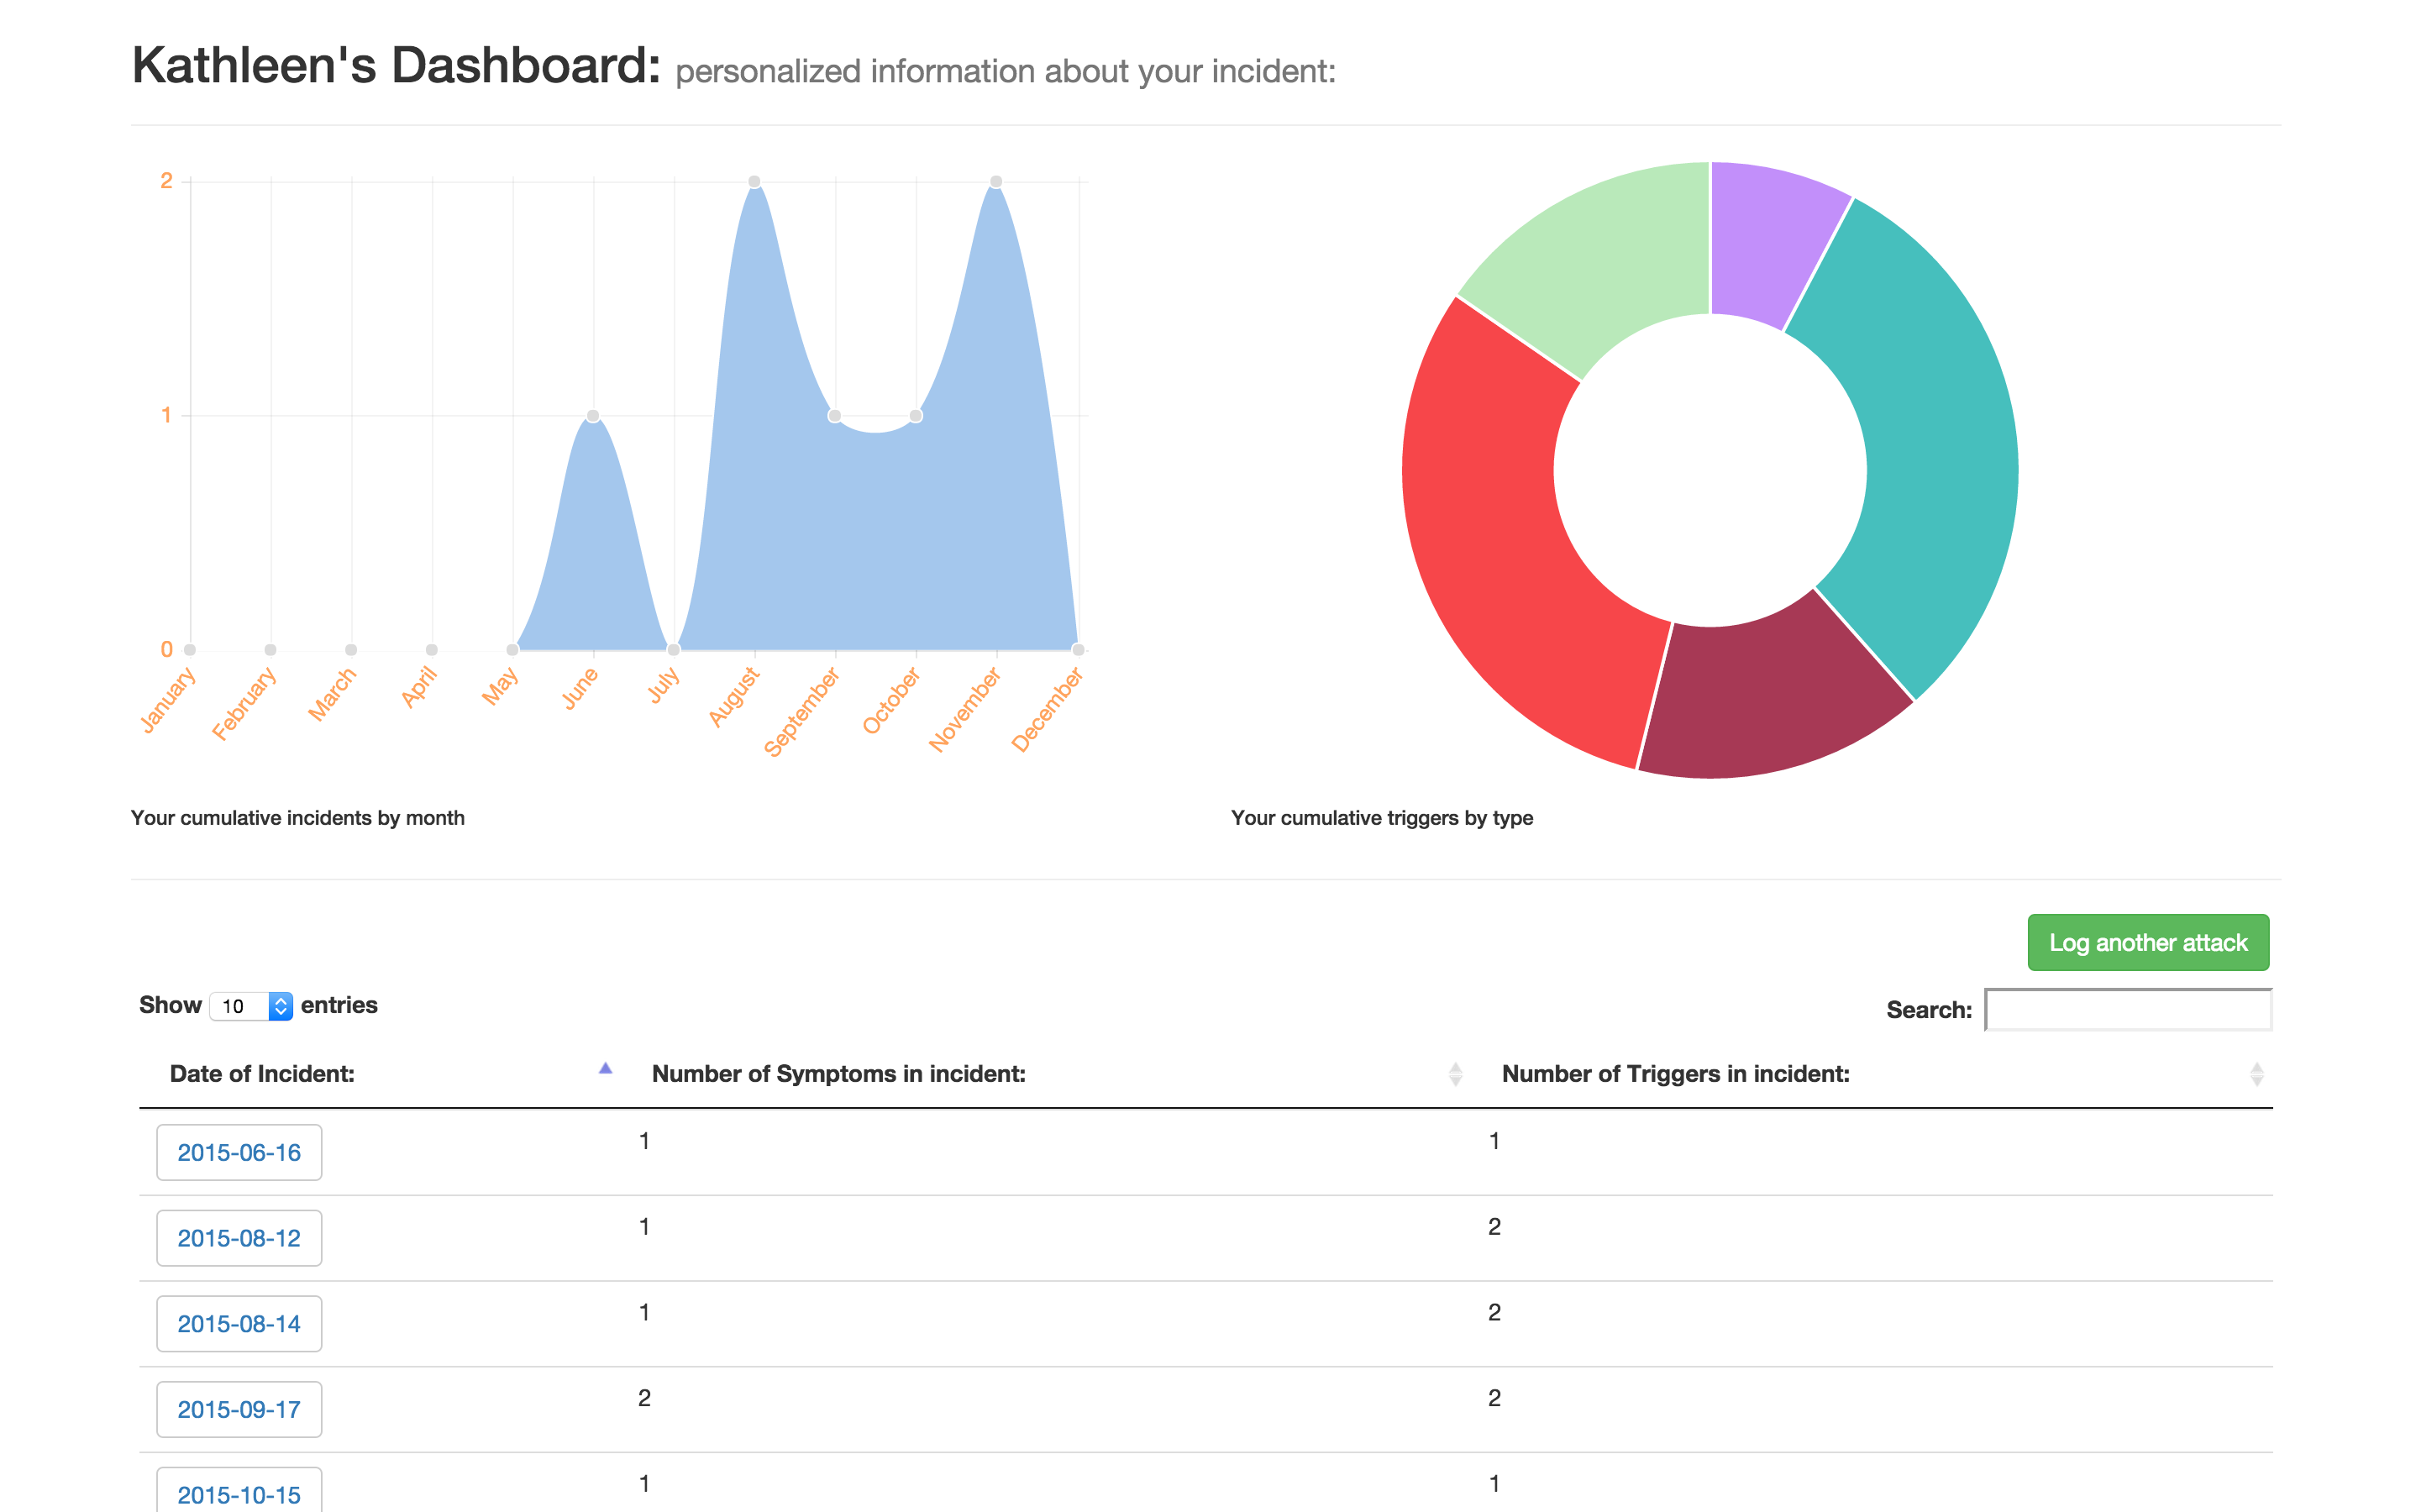 Kathleen's Dashboard: personalized information about your incident:
2
1
0
January
February
March
April
May
June
July
August
September
October
November
December
Your cumulative incidents by month
Your cumulative triggers by type
Log another attack
Show 10 entries
Search:
Date of Incident: Number of Symptoms in incident: Number of Triggers in incident:
2015-06-16 1 1
2015-08-12 1 2
2015-08-14 1 2
2015-09-17 2 2
2015-10-15 1 1